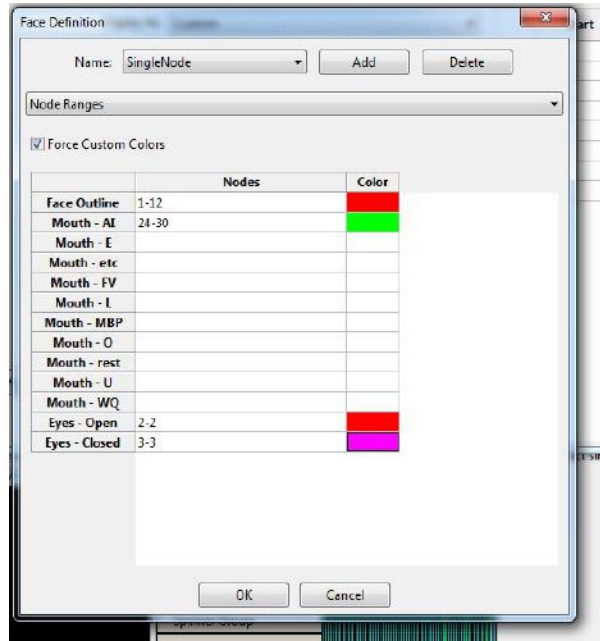 Face Definition
art
Name: SingleNode Add Delete
Node Ranges
Force Custom Colors
Nodes Color
Face Outline 1-12
Mouth - AI 24-30
Mouth - E
Mouth - etc
Mouth - FV
Mouth - L
Mouth - MBP
Mouth - O
Mouth - rest
Mouth - U
Mouth - WQ
Eyes - Open 2-2
Eyes - Closed 3-3
OK Cancel